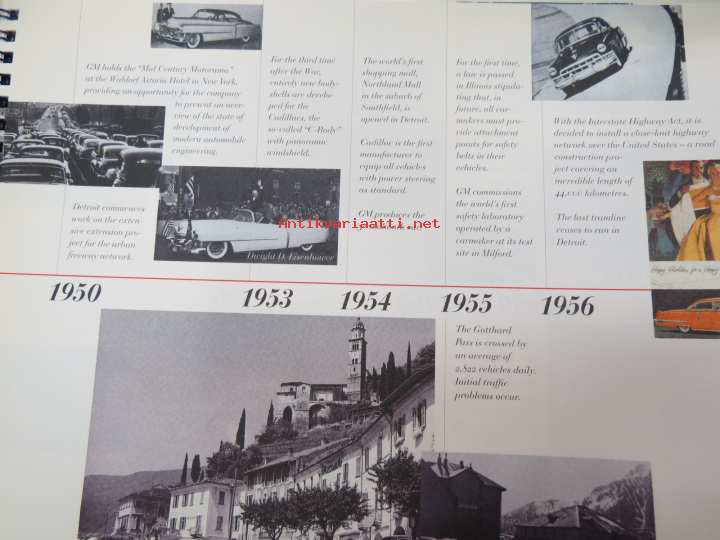 GM holds the "Mid Century Motorama"
at the Waldorf Astoria Hotel in New York,
providing an opportunity for the company
to present an over-
view of the state of
development of
modern automobile
engineering.
Detroit commences
work on the exten-
sive extension pro-
ject for the urban
freeway network.
For the third time
after the War,
entirely new body-
shells are develo-
ped for the
Cadillacs, the
so-called "C-Body"
with panoramic
windshield.
Dwight D. Eisenhower
The world's first
shopping mall,
Northland Mall
in the suburb of
Southfield, is
opened in Detroit.
Cadillac is the first
manufacturer to
equip all vehicles
with power steering
as standard.
GM produces the
For the first time,
a law is passed
in Illinois stipula-
ting that, in
future, all car-
makers must pro-
vide attachment
points for safety
belts in their
vehicles.
GM commissions
the world's first
safety laboratory
operated by a
carmaker at its test
site in Milford.
With the Interstate Highway Act, it is
decided to install a close-knit highway
network over the United States – a road
construction pro-
ject covering an
incredible length of
kilometres.
The last tramline
ceases to run in
Detroit.
Antikvariaatti.net
1950
1953
1954
1955
1956
The Gotthard
Pass is crossed by
an average of
2,822 vehicles daily.
Initial traffic
problems occur.